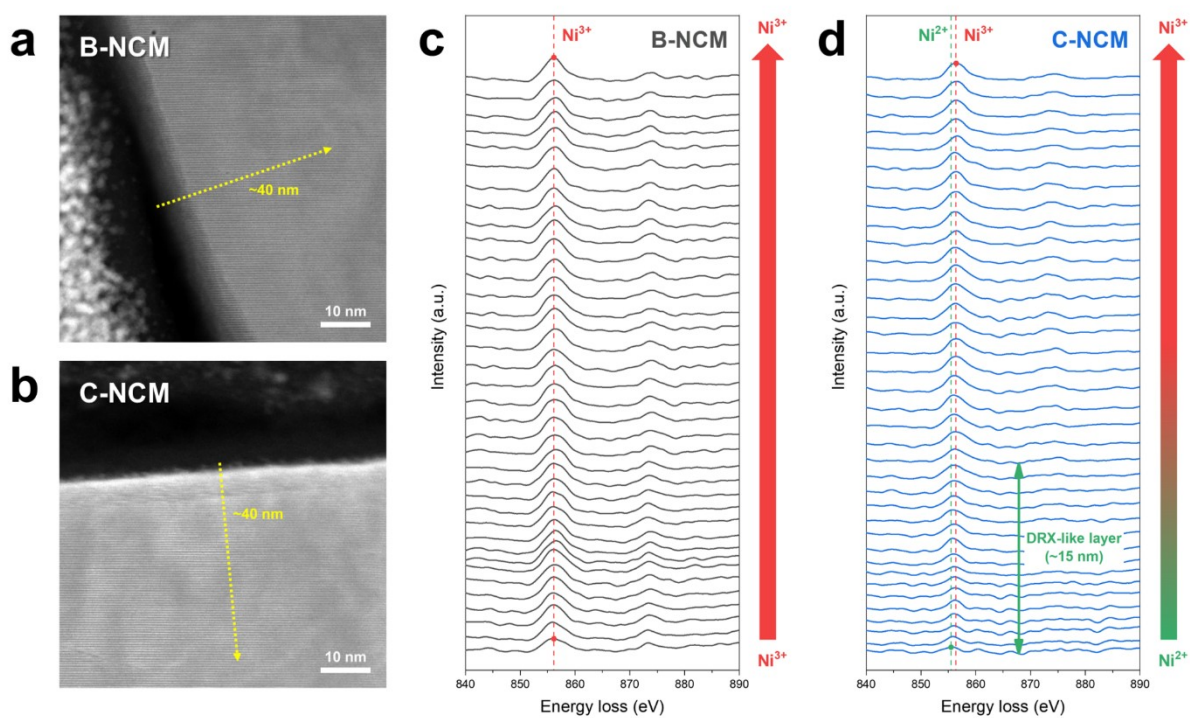 a
B-NCM
~40 nm
10 nm
b
C-NCM
~40 nm
10 nm
c
Ni³⁺
B-NCM
Ni³⁺
Intensity (a.u.)
Ni³⁺
840 850 860 870 880 890
Energy loss (eV)
d
Ni²⁺ Ni³⁺
C-NCM
Ni³⁺
Intensity (a.u.)
DRX-like layer
(~15 nm)
Ni²⁺
840 850 860 870 880 890
Energy loss (eV)